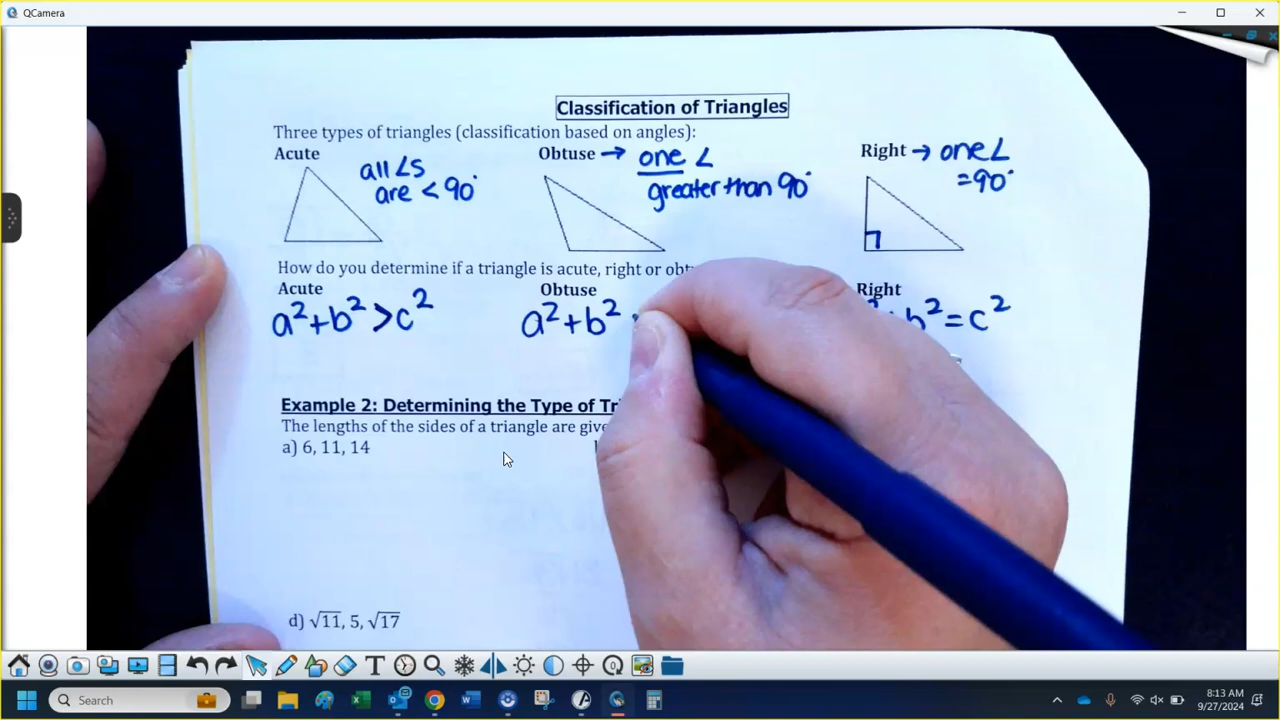 QCamera
Classification of Triangles
Three types of triangles (classification based on angles):
Acute
all ∠s
are < 90°
Obtuse → one ∠
greater than 90°
Right → one ∠
= 90°
How do you determine if a triangle is acute, right or
Acute
Obtuse
Right
a² + b² > c²
a² + b²
b² = c²
Example 2: Determining the Type of
The lengths of the sides of a triangle are
a) 6, 11, 14
d) √11, 5, √17
Search
8:13 AM
9/27/2024